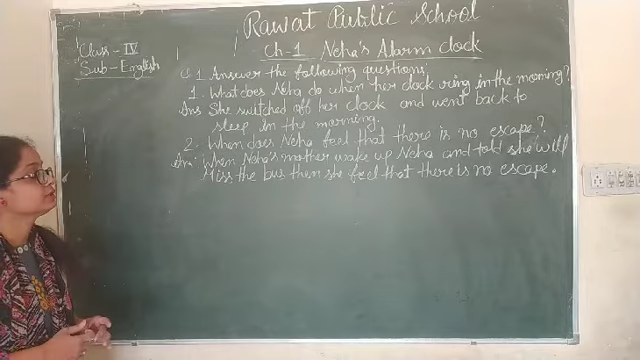 Rawat Public School
Class - IV
Sub - English
Ch-1 Neha's Alarm clock
Q1 Answer the following questions:
1. What does Neha do when her clock ring in the morning?
Ans She switched off her clock and went back to
sleep in the morning.
2. When does Neha feel that there is no escape?
Ans: When Neha's mother wake up Neha and told she will
Miss the bus then she feel that there is no escape.